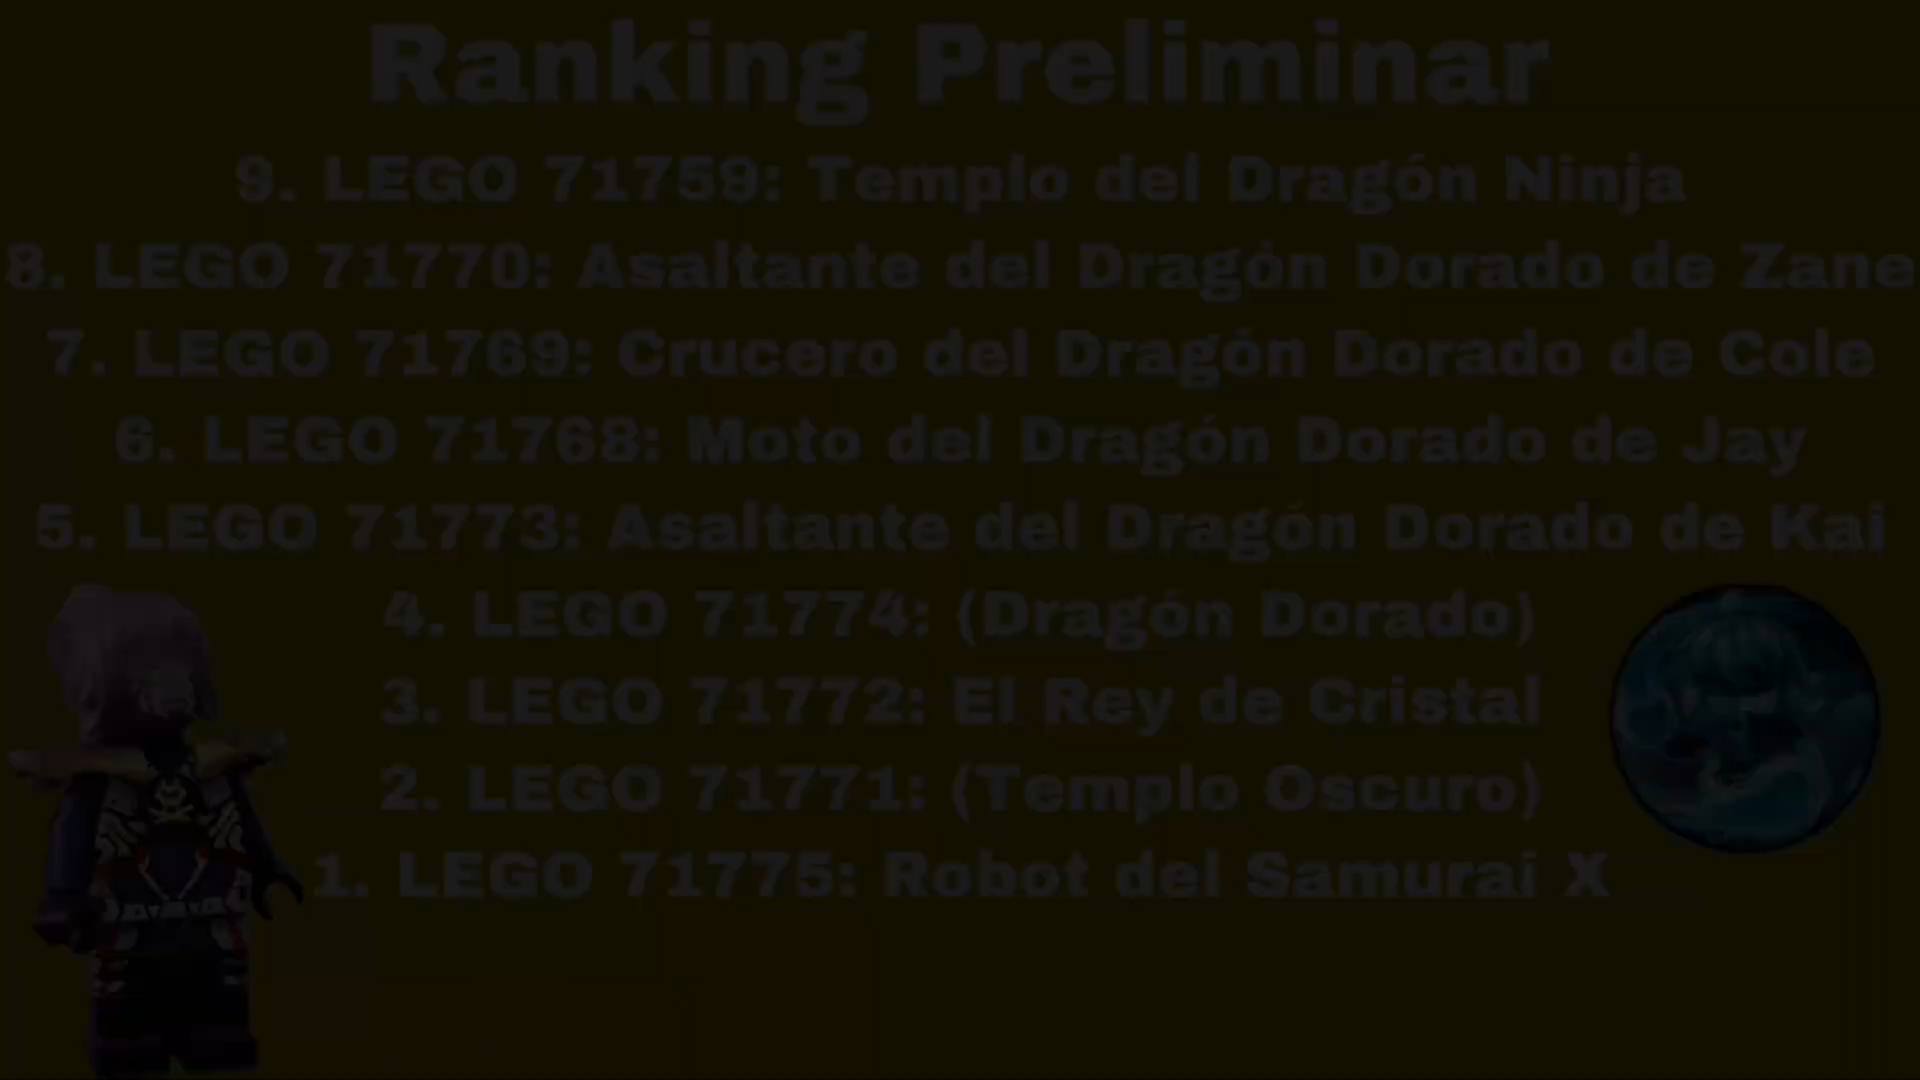 Ranking Preliminar
9. LEGO 71759: Templo del Dragón Ninja
8. LEGO 71770: Asaltante del Dragón Dorado de Zane
7. LEGO 71769: Crucero del Dragón Dorado de Cole
6. LEGO 71768: Moto del Dragón Dorado de Jay
5. LEGO 71773: Asaltante del Dragón Dorado de Kai
4. LEGO 71774: (Dragón Dorado)
3. LEGO 71772: El Rey de Cristal
2. LEGO 71771: (Templo Oscuro)
1. LEGO 71775: Robot del Samurai X